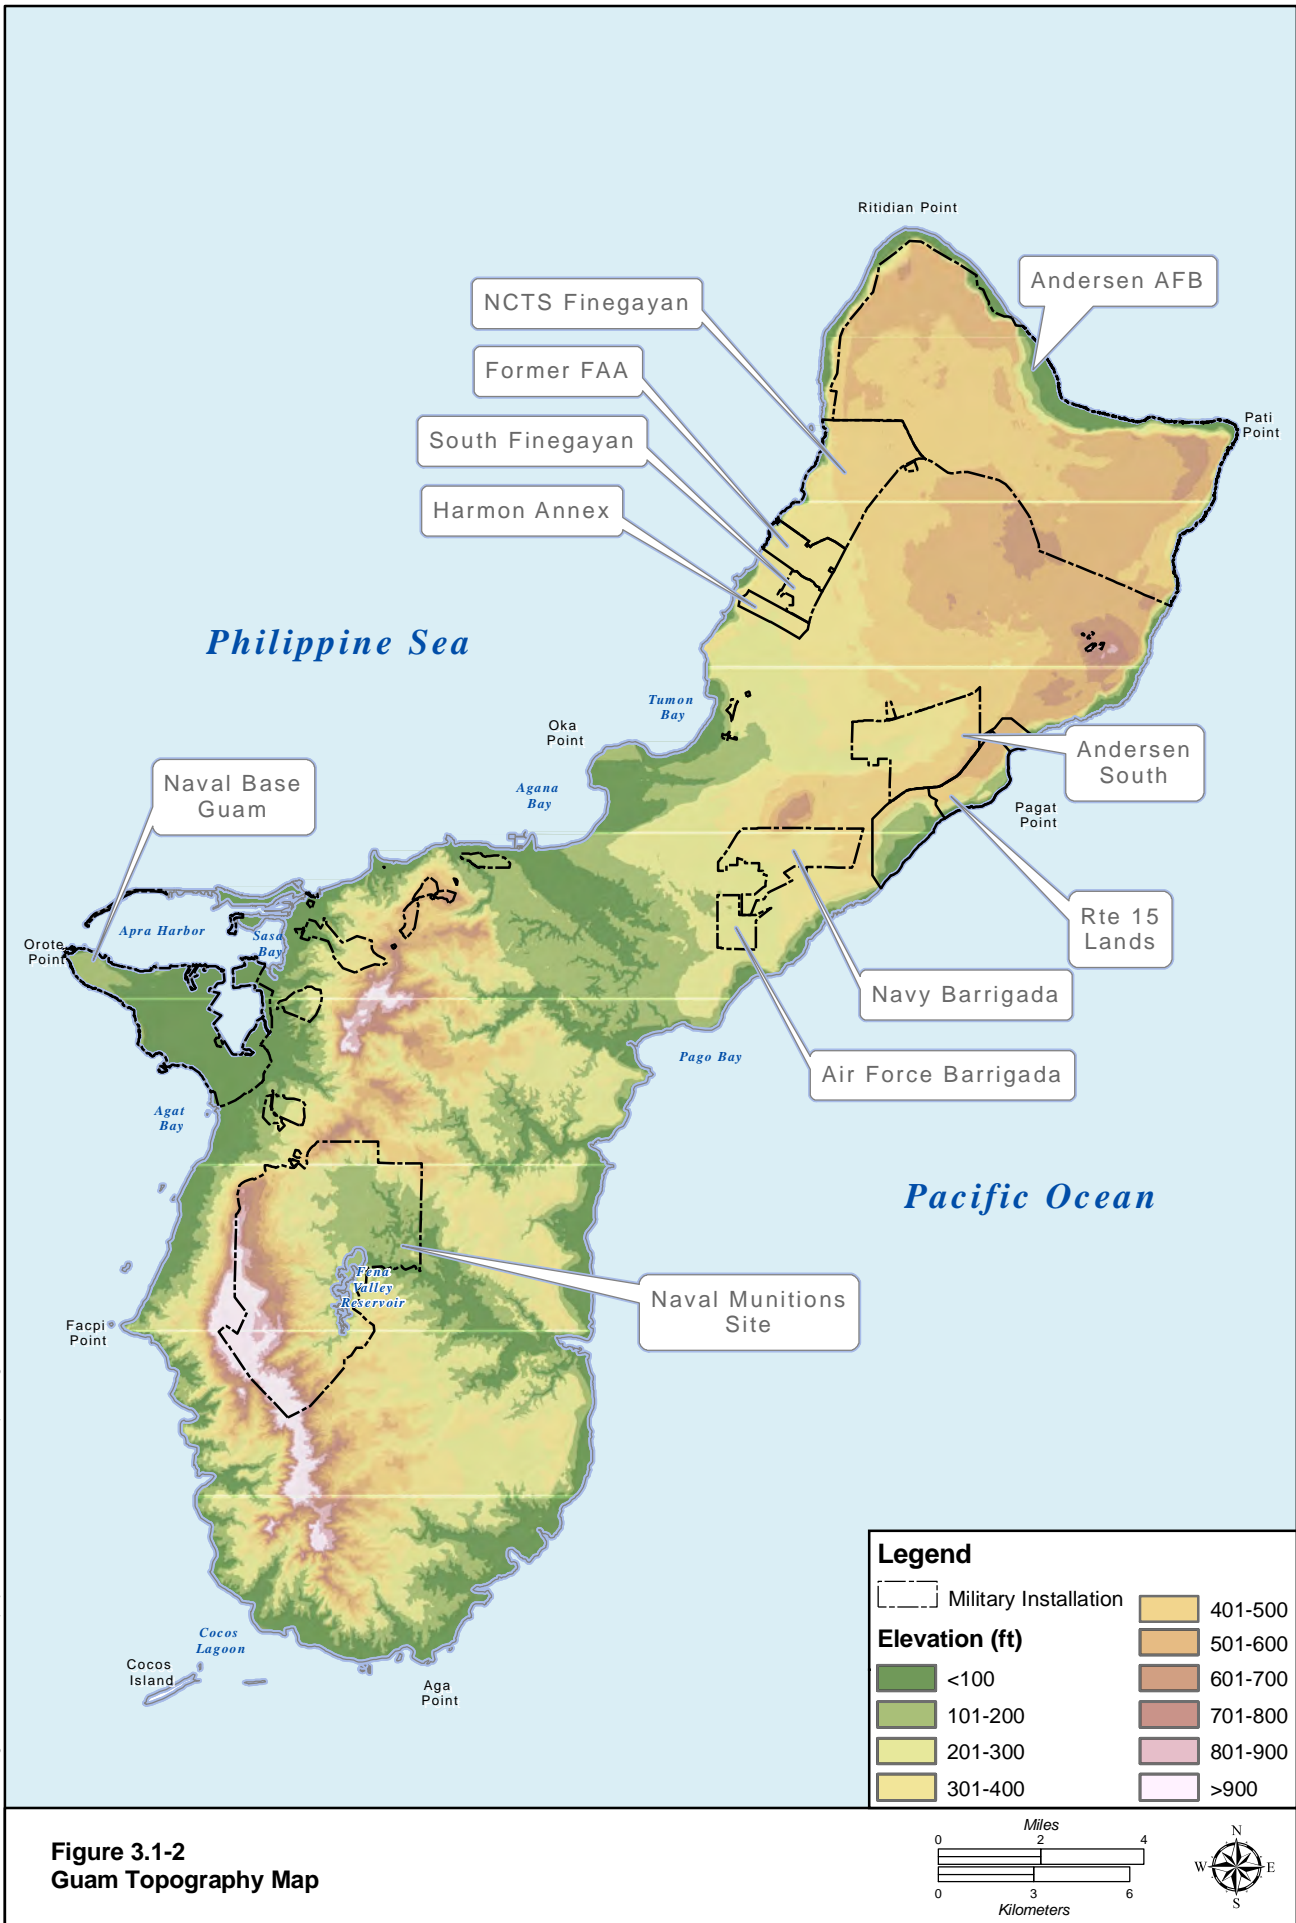 Ritidian Point
Andersen AFB
NCTS Finegayan
Former FAA
South Finegayan
Harmon Annex
Pati
Point
Philippine Sea
Tumon
Bay
Oka
Point
Andersen
South
Naval Base
Guam
Agana
Bay
Pagat
Point
Rte 15
Lands
Apra Harbor
Sasa
Bay
Orote
Point
Navy Barrigada
Pago Bay
Air Force Barrigada
Agat
Bay
Pacific Ocean
Fena
Valley
Reservoir
Naval Munitions
Site
Facpi
Point
Cocos
Lagoon
Cocos
Island
Aga
Point
Legend
Military Installation
Elevation (ft)
<100
101-200
201-300
301-400
401-500
501-600
601-700
701-800
801-900
>900
Figure 3.1-2
Guam Topography Map
Miles
0 2 4
0 3 6
Kilometers
N
W E
S